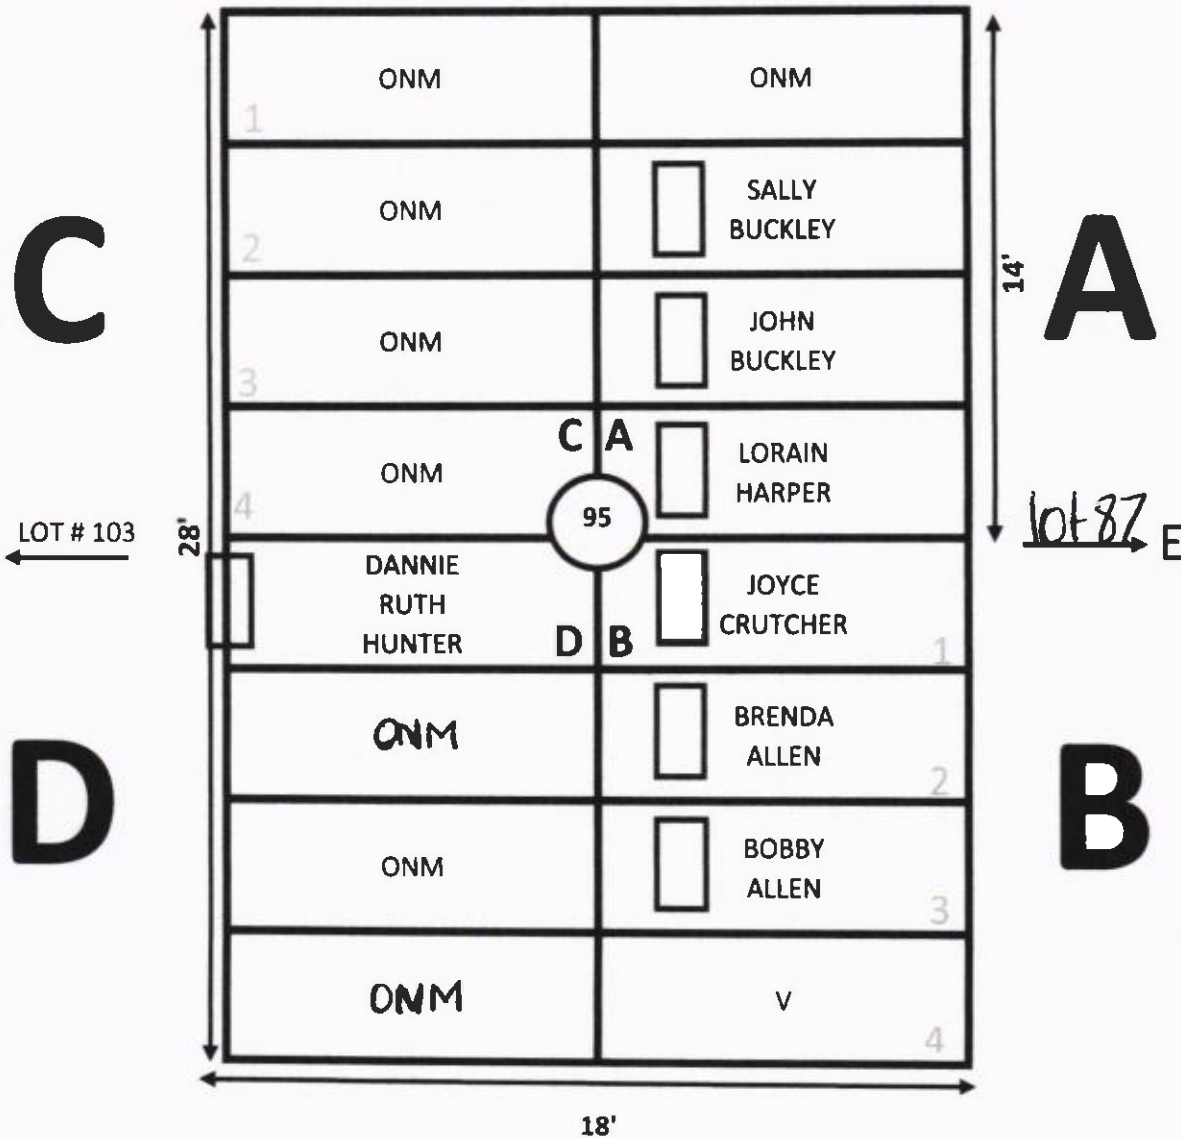 ONM
ONM
1
ONM
SALLY
BUCKLEY
2
C
A
14'
ONM
JOHN
BUCKLEY
3
C A
ONM
LORAIN
HARPER
4
95
LOT # 103
28'
lot 87
E
DANNIE
RUTH
HUNTER
JOYCE
CRUTCHER
D B
1
ONM
BRENDA
ALLEN
2
D
B
ONM
BOBBY
ALLEN
3
ONM
V
4
18'